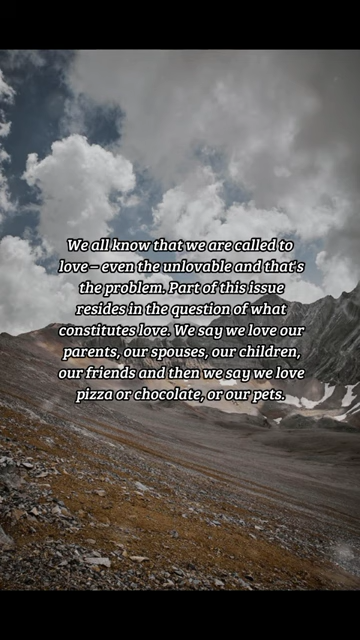 We all know that we are called to
love – even the unlovable and that's
the problem. Part of this issue
resides in the question of what
constitutes love. We say we love our
parents, our spouses, our children,
our friends and then we say we love
pizza or chocolate, or our pets.